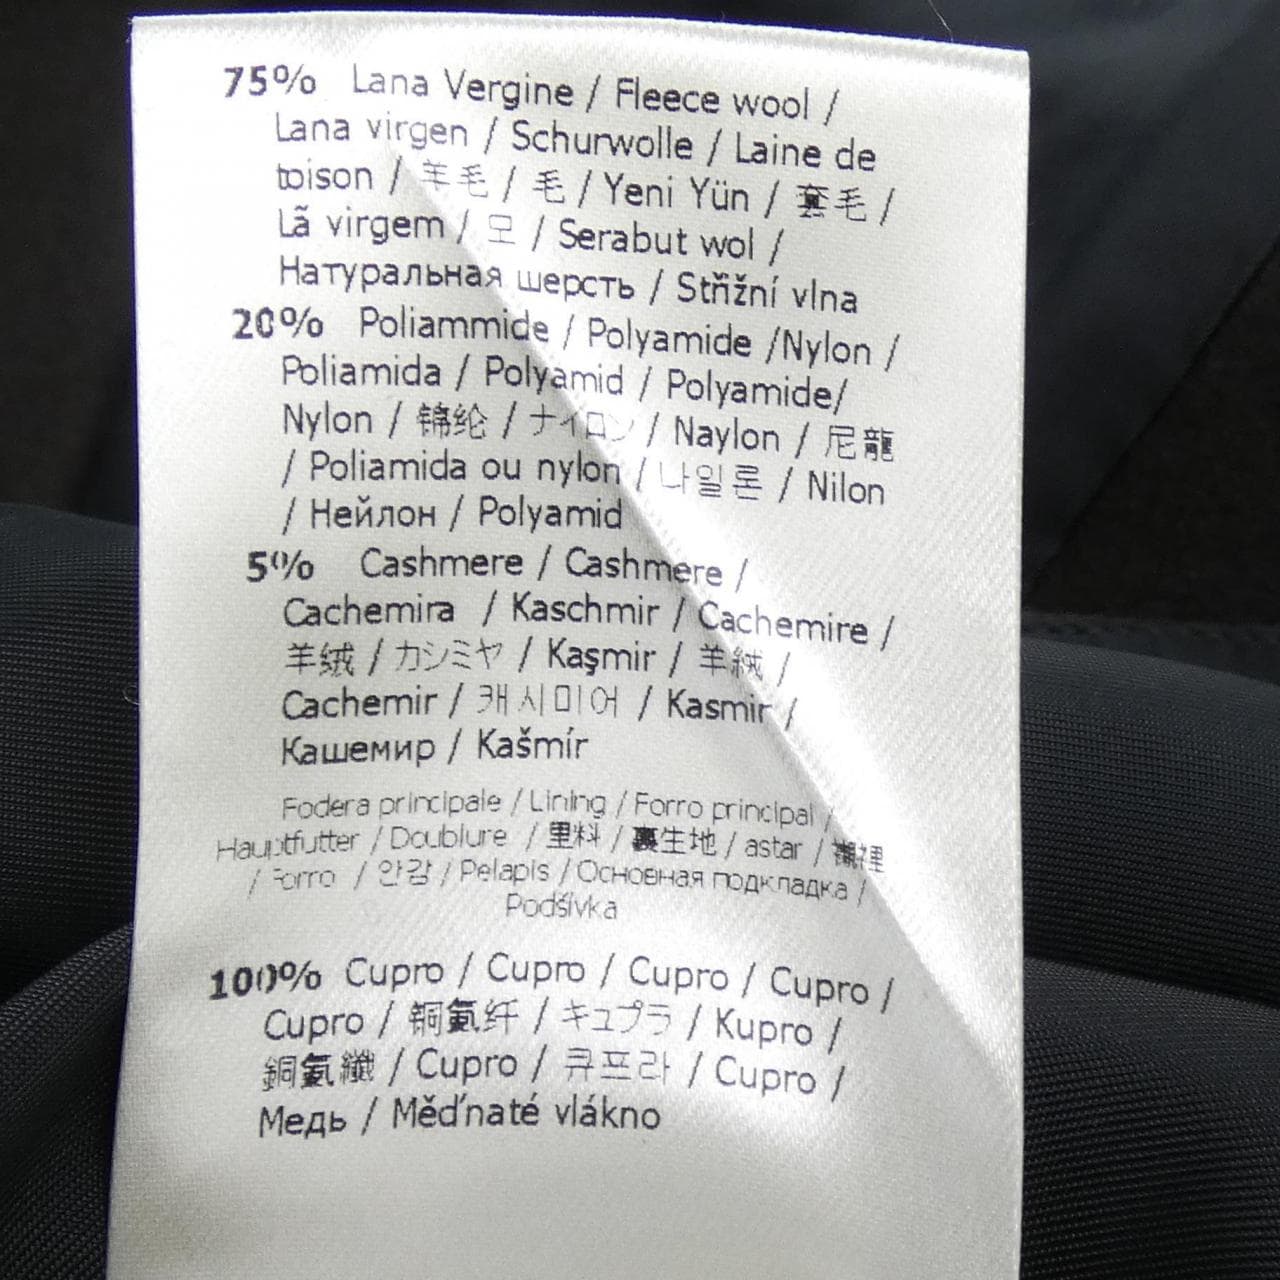 75% Lana Vergine / Fleece wool /
Lana virgen / Schurwolle / Laine de
toison / 羊毛 / 毛 / Yeni Yün / 套毛 /
Lã virgem / 모 / Serabut wol /
Натуральная шерсть / Střižní vlna
20% Poliammide / Polyamide /Nylon /
Poliamida / Polyamid / Polyamide/
Nylon / 锦纶 / ナイロン / Naylon / 尼龍
/ Poliamida ou nylon / 나일론 / Nilon
/ Нейлон / Polyamid
5% Cashmere / Cashmere /
Cachemira / Kaschmir / Cachemire /
羊绒 / カシミヤ / Kaşmir / 羊絨 /
Cachemir / 캐시미어 / Kasmir /
Кашемир / Kašmír
Fodera principale / Lining / Forro principal /
Hauptfutter / Doublure / 里料 / 裏生地 / astar / 襯裡
/ Forro / 안감 / Pelapis / Основная подкладка /
Podšívka
100% Cupro / Cupro / Cupro / Cupro /
Cupro / 铜氨纤 / キュプラ / Kupro /
銅氨纖 / Cupro / 큐프라 / Cupro /
Медь / Měďnaté vlákno